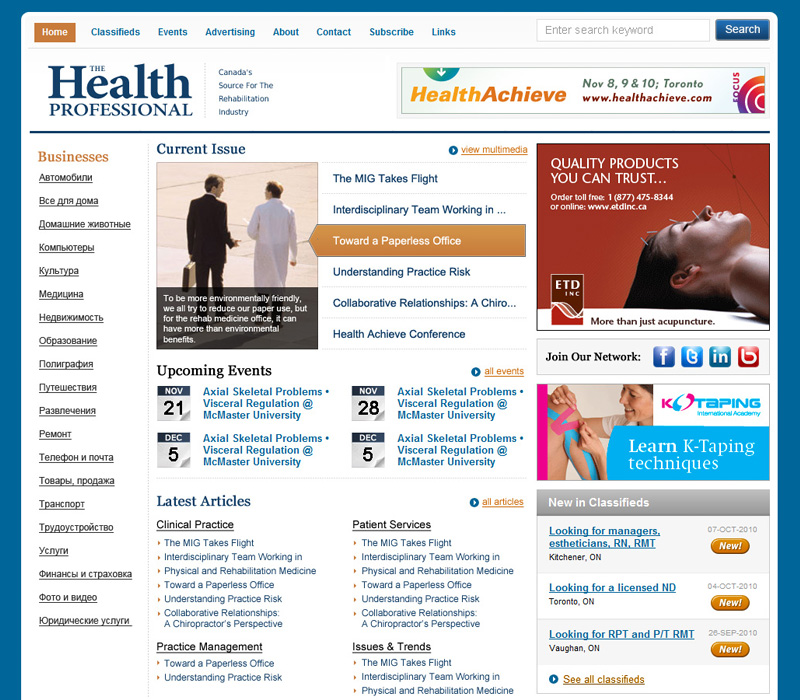 Home
Classifieds
Events
Advertising
About
Contact
Subscribe
Links
Enter search keyword
Search
THE
Health
PROFESSIONAL
Canada's
Source For The
Rehabilitation
Industry
HealthAchieve
Nov 8, 9 & 10; Toronto
www.healthachieve.com
FOCUS
Businesses
Автомобили
Все для дома
Домашние животные
Компьютеры
Культура
Медицина
Недвижимость
Образование
Полиграфия
Путешествия
Развлечения
Ремонт
Телефон и почта
Товары, продажа
Транспорт
Трудоустройство
Услуги
Финансы и страховка
Фото и видео
Юридические услуги
Current Issue
view multimedia
To be more environmentally friendly,
we all try to reduce our paper use, but
for the rehab medicine office, it can
have more than environmental
benefits.
The MIG Takes Flight
Interdisciplinary Team Working in ...
Toward a Paperless Office
Understanding Practice Risk
Collaborative Relationships: A Chiro...
Health Achieve Conference
Upcoming Events
all events
NOV
21
Axial Skeletal Problems •
Visceral Regulation @
McMaster University
NOV
28
Axial Skeletal Problems •
Visceral Regulation @
McMaster University
DEC
5
Axial Skeletal Problems •
Visceral Regulation @
McMaster University
DEC
5
Axial Skeletal Problems •
Visceral Regulation @
McMaster University
Latest Articles
all articles
Clinical Practice
The MIG Takes Flight
Interdisciplinary Team Working in
Physical and Rehabilitation Medicine
Toward a Paperless Office
Understanding Practice Risk
Collaborative Relationships:
A Chiropractor's Perspective
Patient Services
The MIG Takes Flight
Interdisciplinary Team Working in
Physical and Rehabilitation Medicine
Toward a Paperless Office
Understanding Practice Risk
Collaborative Relationships:
A Chiropractor's Perspective
Practice Management
Toward a Paperless Office
Understanding Practice Risk
Issues & Trends
The MIG Takes Flight
Interdisciplinary Team Working in
Physical and Rehabilitation Medicine
QUALITY PRODUCTS
YOU CAN TRUST...
Order toll free: 1 (877) 475-8344
or online: www.etdinc.ca
ETD
INC
More than just acupuncture.
Join Our Network:
f
t
in
b
K TAPING
International Academy
Learn K-Taping
techniques
New in Classifieds
Looking for managers,
estheticians, RN, RMT
Kitchener, ON
07-OCT-2010
New!
Looking for a licensed ND
Toronto, ON
04-OCT-2010
New!
Looking for RPT and P/T RMT
Vaughan, ON
26-SEP-2010
New!
See all classifieds